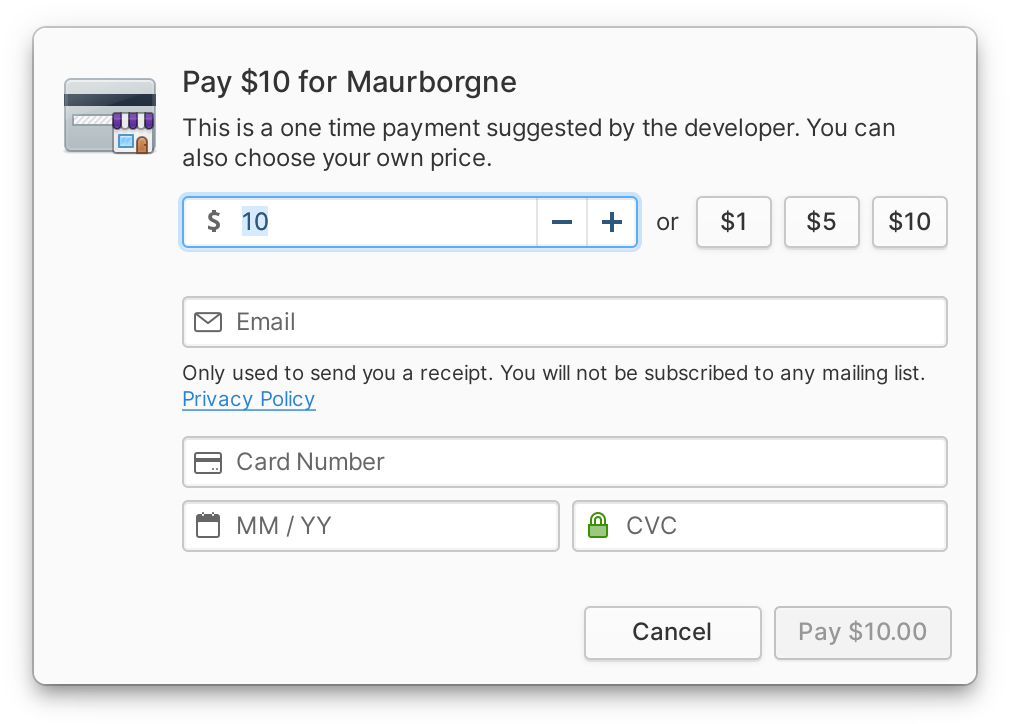 Pay $10 for Maurborgne
This is a one time payment suggested by the developer. You can
also choose your own price.
$ 10 − + or $1 $5 $10
Email
Only used to send you a receipt. You will not be subscribed to any mailing list.
Privacy Policy
Card Number
MM / YY CVC
Cancel Pay $10.00